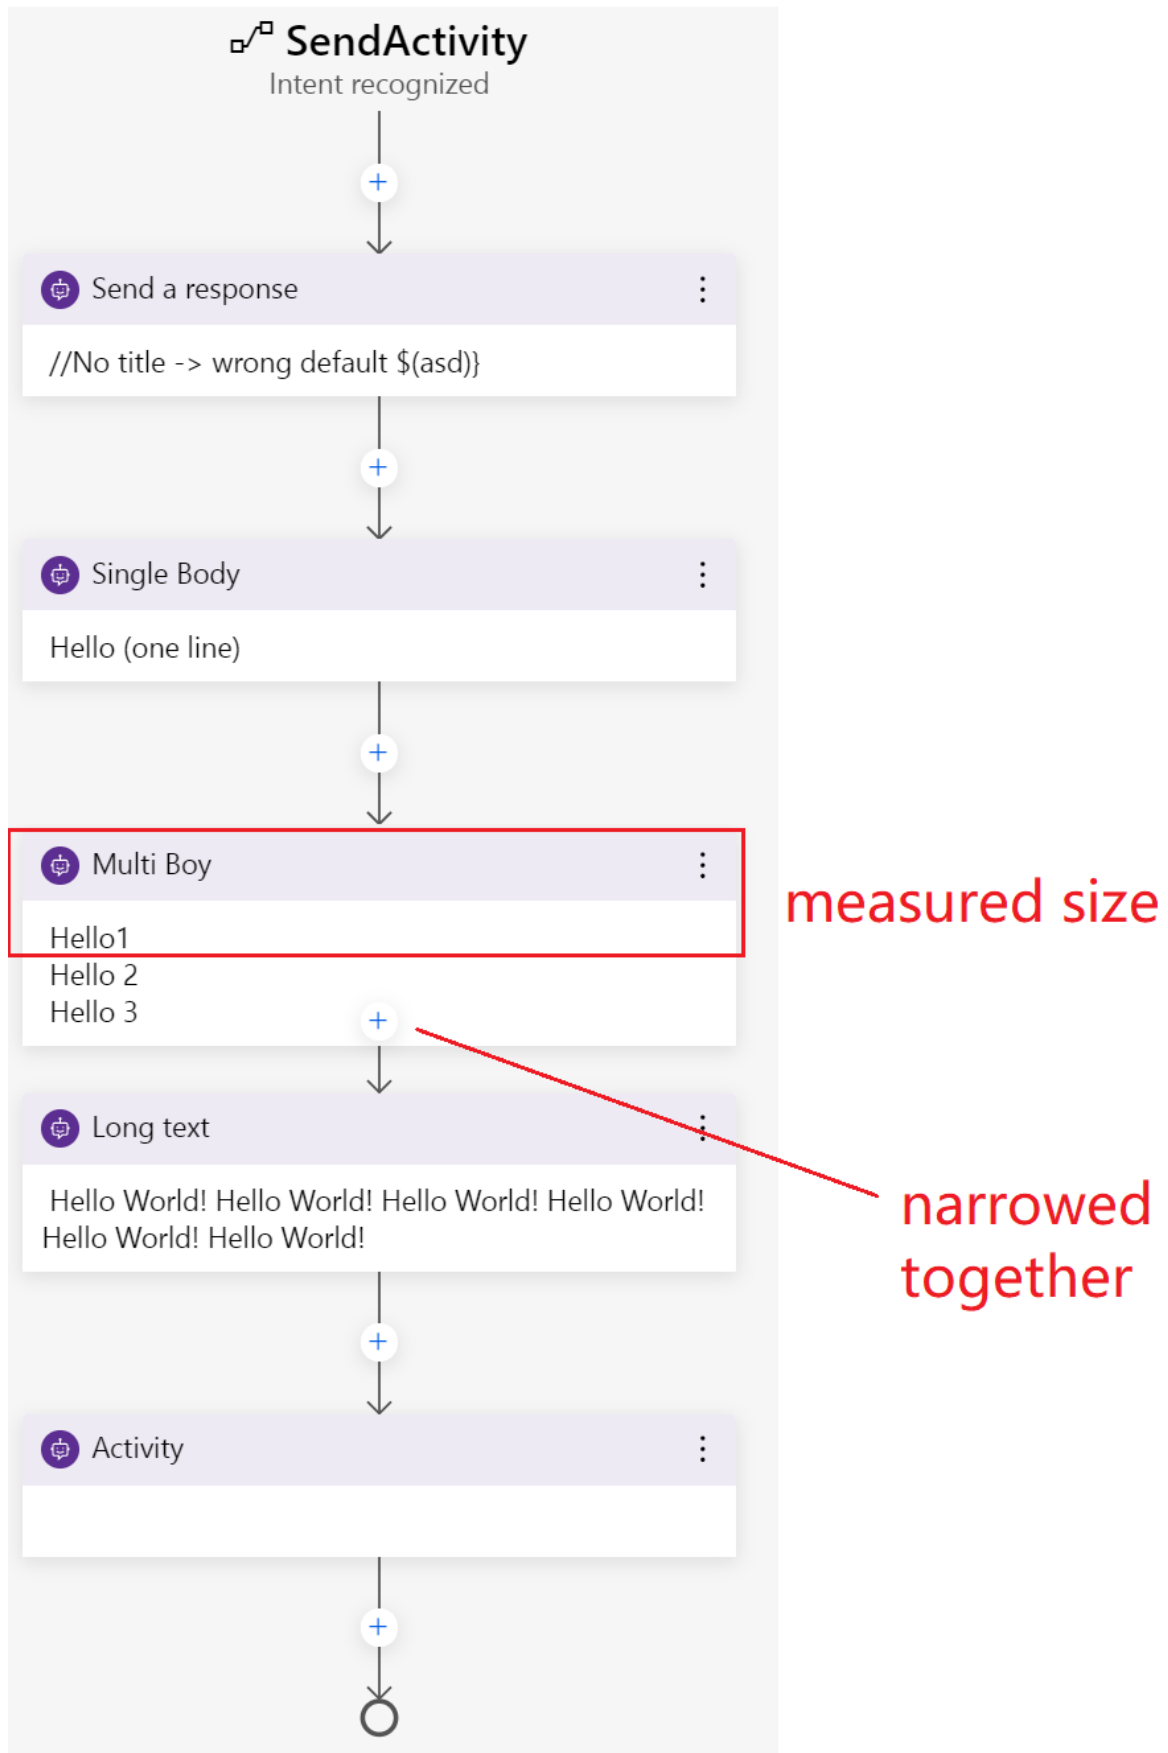 SendActivity
Intent recognized
+
Send a response
//No title -> wrong default $(asd)}
+
Single Body
Hello (one line)
+
Multi Boy
measured size
Hello1
Hello 2
Hello 3
+
Long text
Hello World! Hello World! Hello World! Hello World!
Hello World! Hello World!
narrowed
together
+
Activity
+